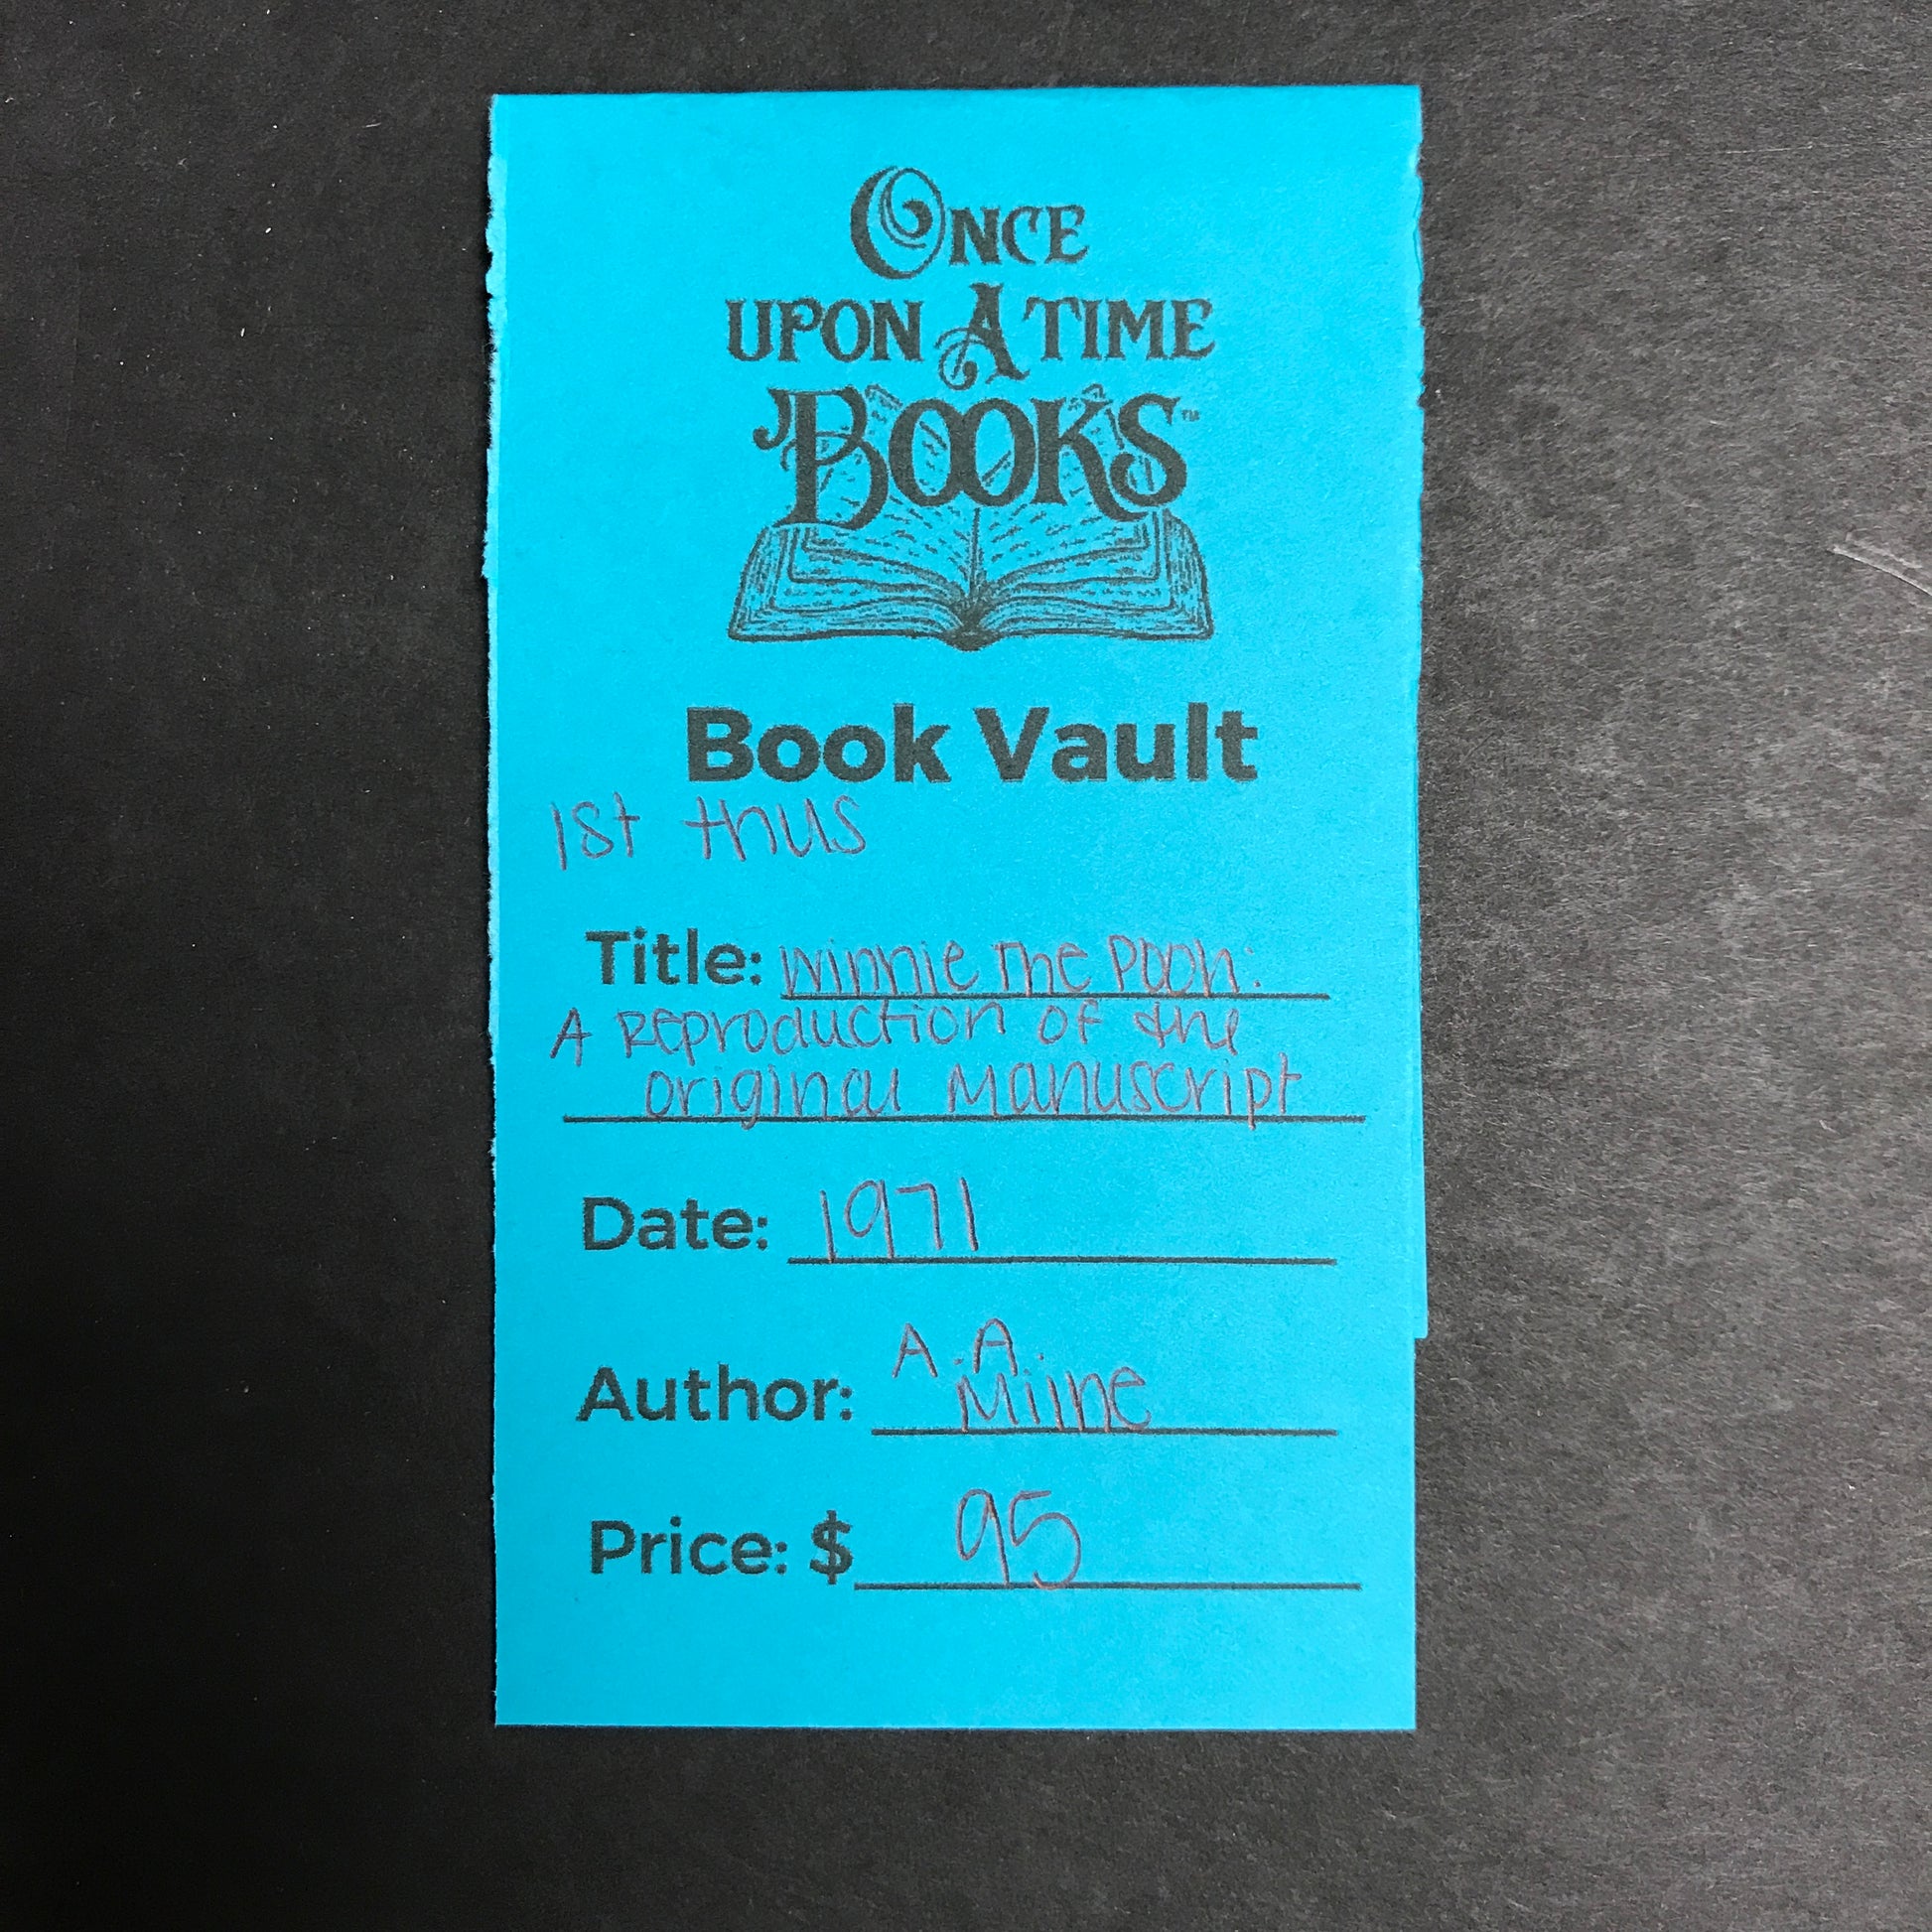 ONCE
UPON A TIME
BOOKS™
Book Vault
1st thus
Title: Winnie The Pooh:
A Reproduction of the
original Manuscript
Date: 1971
A.A.
Author: Milne
Price: $ 95